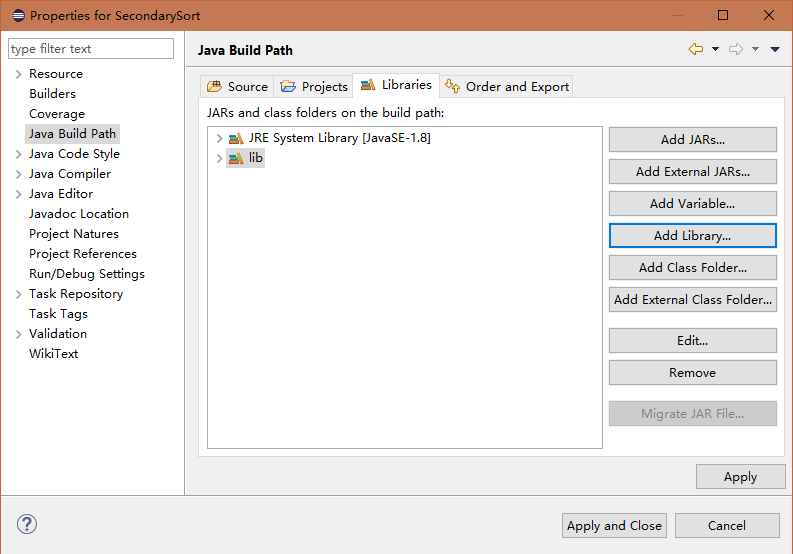 Properties for SecondarySort
type filter text
Resource
Builders
Coverage
Java Build Path
Java Code Style
Java Compiler
Java Editor
Javadoc Location
Project Natures
Project References
Run/Debug Settings
Task Repository
Task Tags
Validation
WikiText
Java Build Path
Source Projects Libraries Order and Export
JARs and class folders on the build path:
JRE System Library [JavaSE-1.8]
lib
Add JARs...
Add External JARs...
Add Variable...
Add Library...
Add Class Folder...
Add External Class Folder...
Edit...
Remove
Migrate JAR File...
Apply
?
Apply and Close Cancel